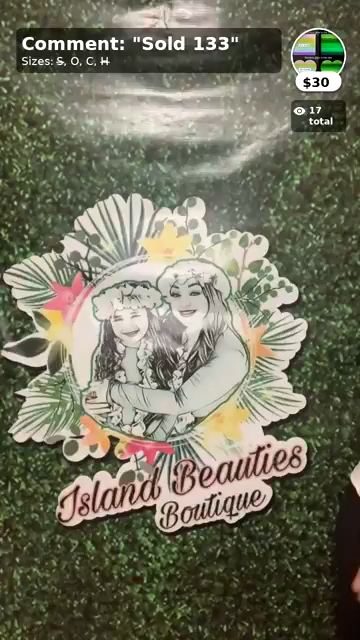 Comment: "Sold 133"
Sizes: S, O, C, H
$30
17
total
Island Beauties
Boutique